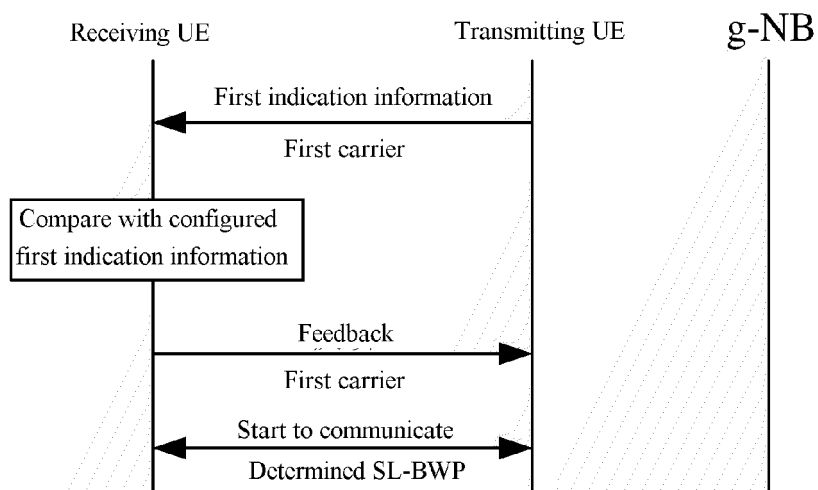 Receiving UE
Transmitting UE
g-NB
First indication information
First carrier
Compare with configured
first indication information
Feedback
First carrier
Start to communicate
Determined SL-BWP